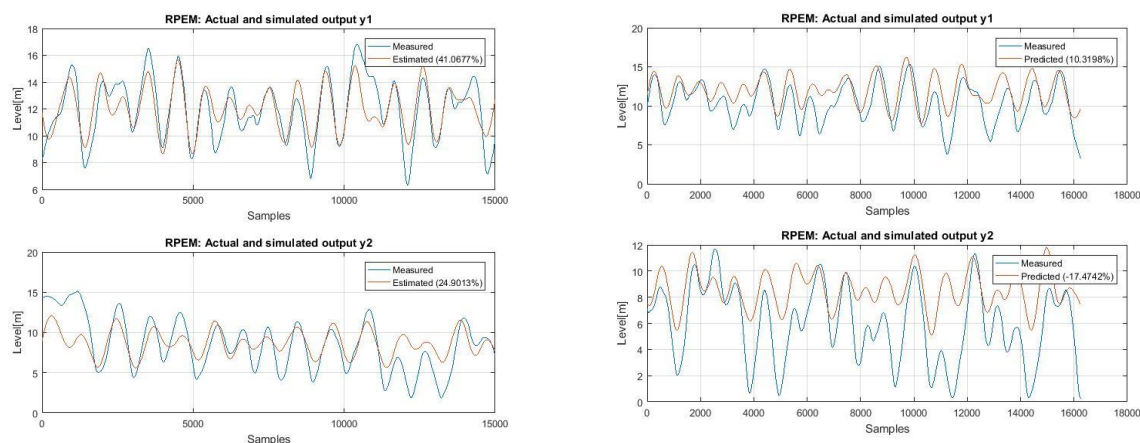 RPEM: Actual and simulated output y1
18
16
14
12
10
8
6
Level[m]
Measured
Estimated (41.0677%)
0
5000
10000
15000
Samples
RPEM: Actual and simulated output y1
20
15
10
5
0
Level[m]
Measured
Predicted (10.3198%)
0
2000
4000
6000
8000
10000
12000
14000
16000
18000
Samples
RPEM: Actual and simulated output y2
20
15
10
5
0
Level[m]
Measured
Estimated (24.9013%)
0
5000
10000
15000
Samples
RPEM: Actual and simulated output y2
12
10
8
6
4
2
0
Level[m]
Measured
Predicted (-17.4742%)
0
2000
4000
6000
8000
10000
12000
14000
16000
18000
Samples